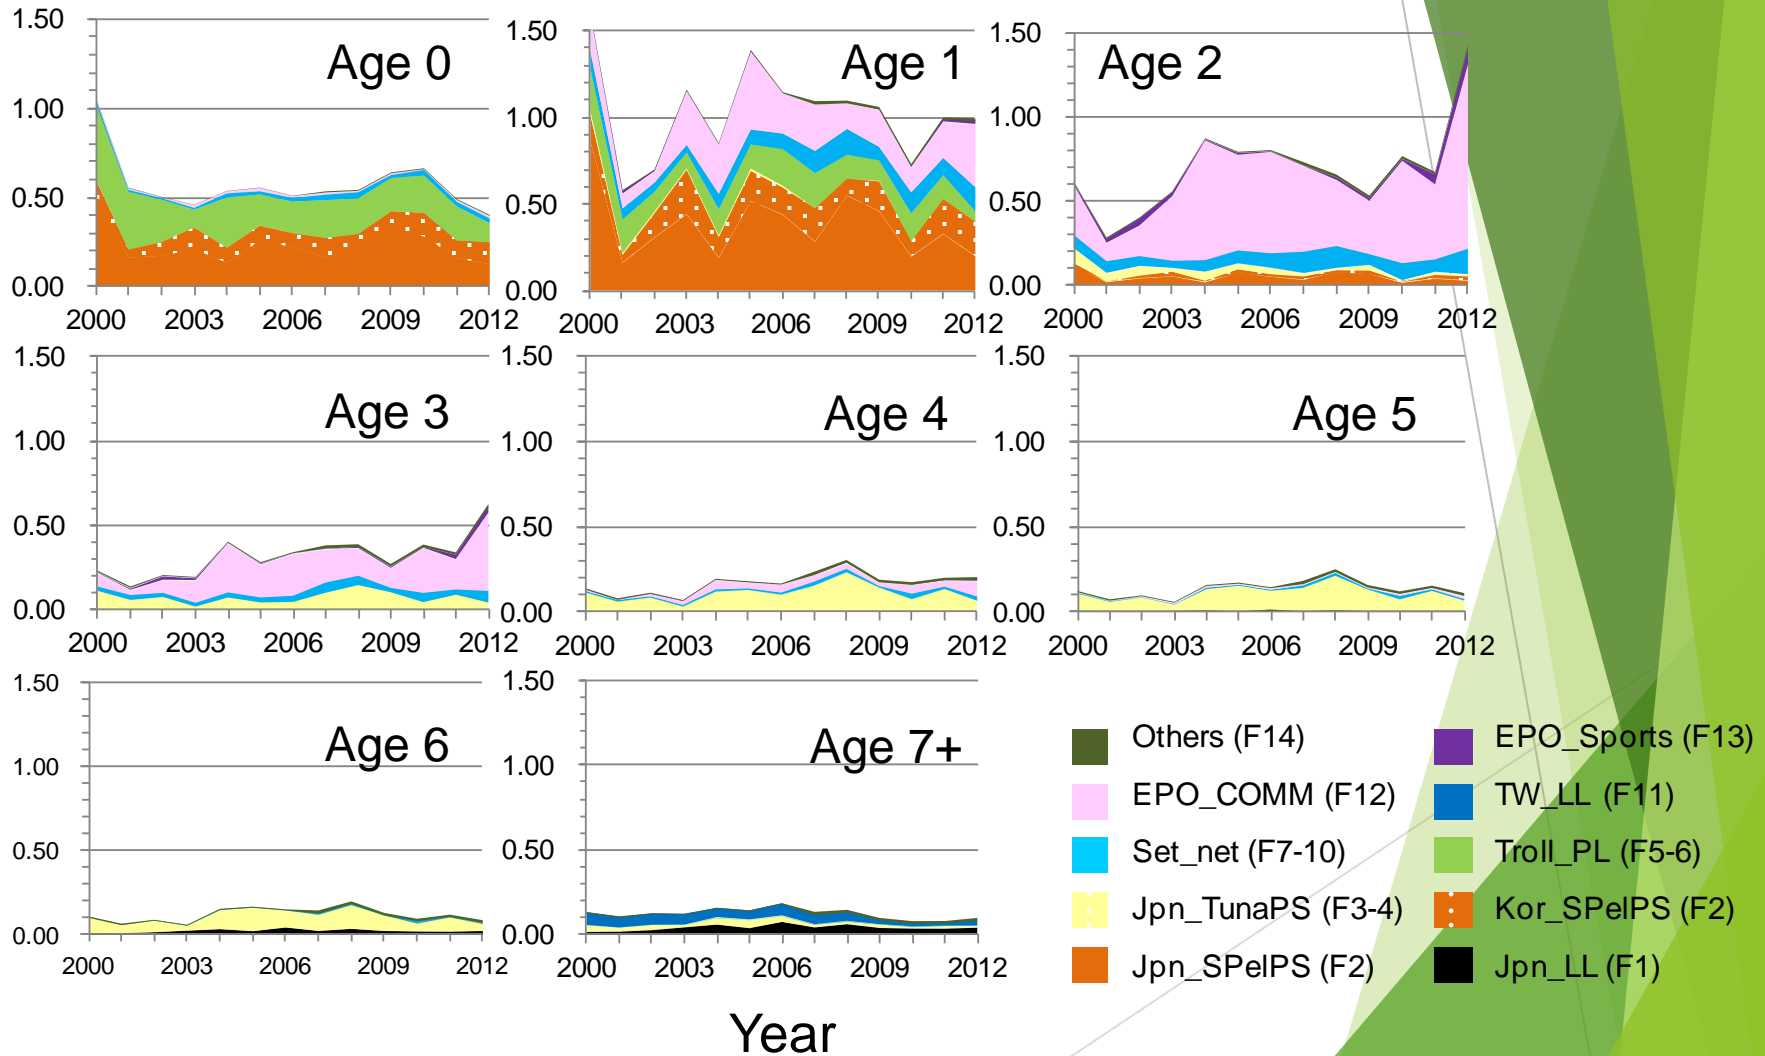 1.50
1.00
0.50
0.00
Age 0
2000 2003 2006 2009 2012
1.50
1.00
0.50
0.00
Age 1
2000 2003 2006 2009 2012
1.50
1.00
0.50
0.00
Age 2
2000 2003 2006 2009 2012
1.50
1.00
0.50
0.00
Age 3
2000 2003 2006 2009 2012
1.50
1.00
0.50
0.00
Age 4
2000 2003 2006 2009 2012
1.50
1.00
0.50
0.00
Age 5
2000 2003 2006 2009 2012
1.50
1.00
0.50
0.00
Age 6
2000 2003 2006 2009 2012
1.50
1.00
0.50
0.00
Age 7+
2000 2003 2006 2009 2012
Others (F14)
EPO_Sports (F13)
EPO_COMM (F12)
TW_LL (F11)
Set_net (F7-10)
Troll_PL (F5-6)
Jpn_TunaPS (F3-4)
Kor_SPelPS (F2)
Jpn_SPelPS (F2)
Jpn_LL (F1)
Year